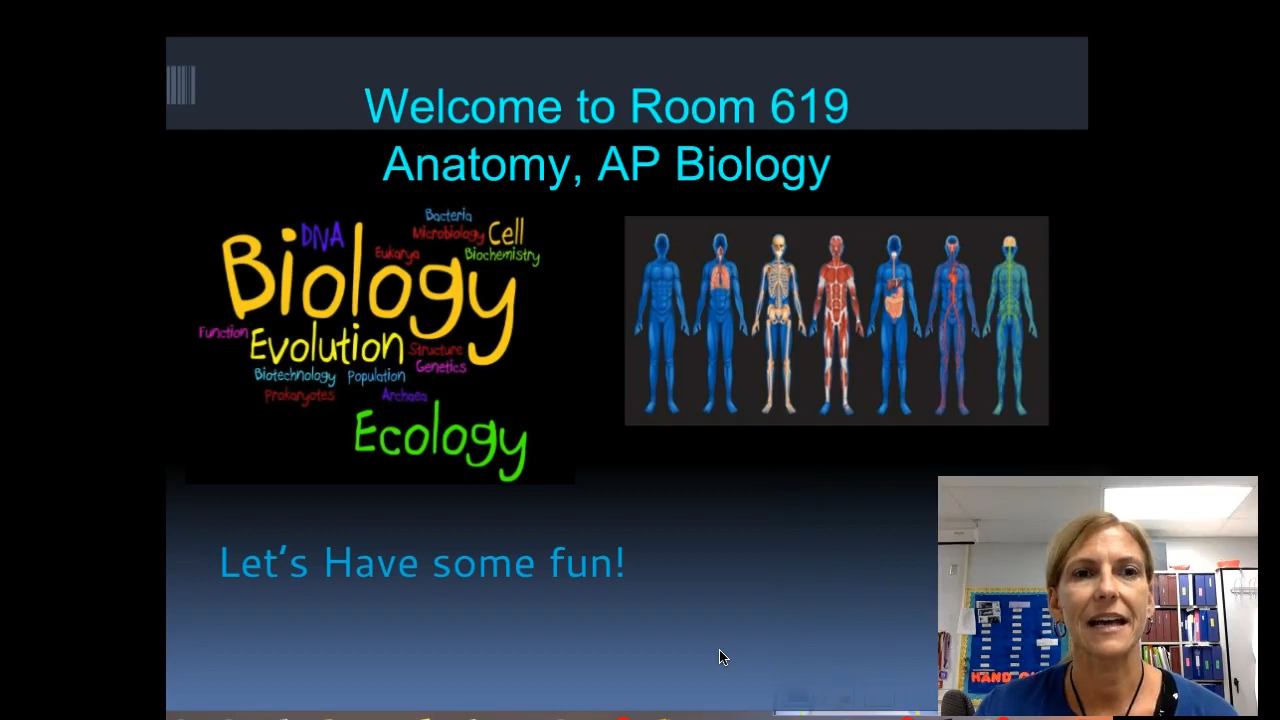 Welcome to Room 619
Anatomy, AP Biology
Bacteria
DNA
Microbiology Cell
Eukarya
Biochemistry
Biology
Function
Evolution
Structure
Genetics
Biotechnology Population
Prokaryotes
Archaea
Ecology
Let's Have some fun!